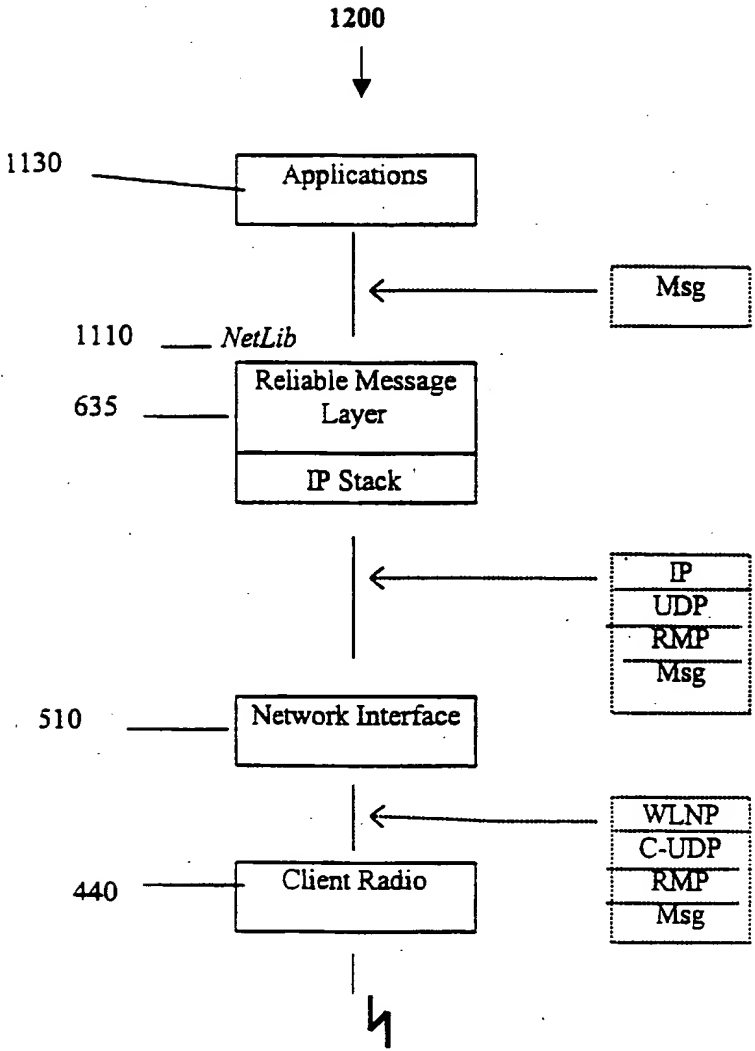 1200
1130
Applications
Msg
1110 NetLib
635
Reliable Message
Layer
IP Stack
IP
UDP
RMP
Msg
510
Network Interface
WLNP
C-UDP
RMP
Msg
440
Client Radio